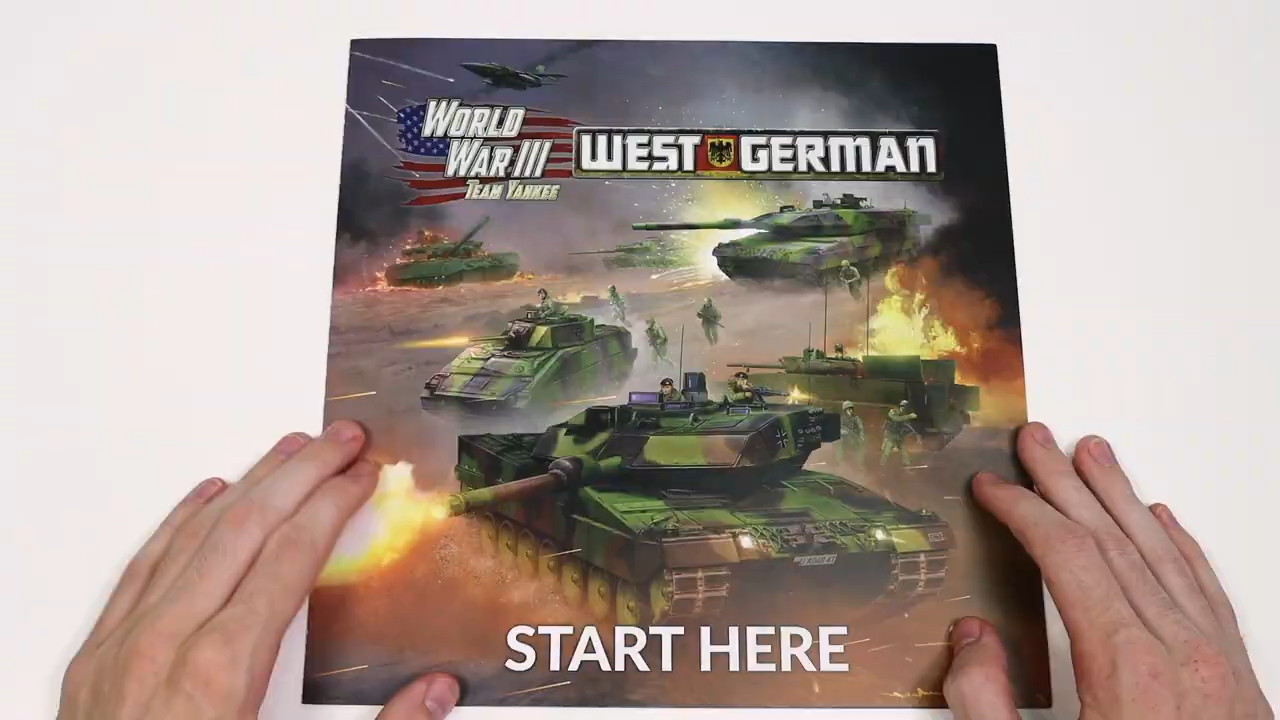 WORLD
WAR III
TEAM YANKEE
WEST GERMAN
START HERE